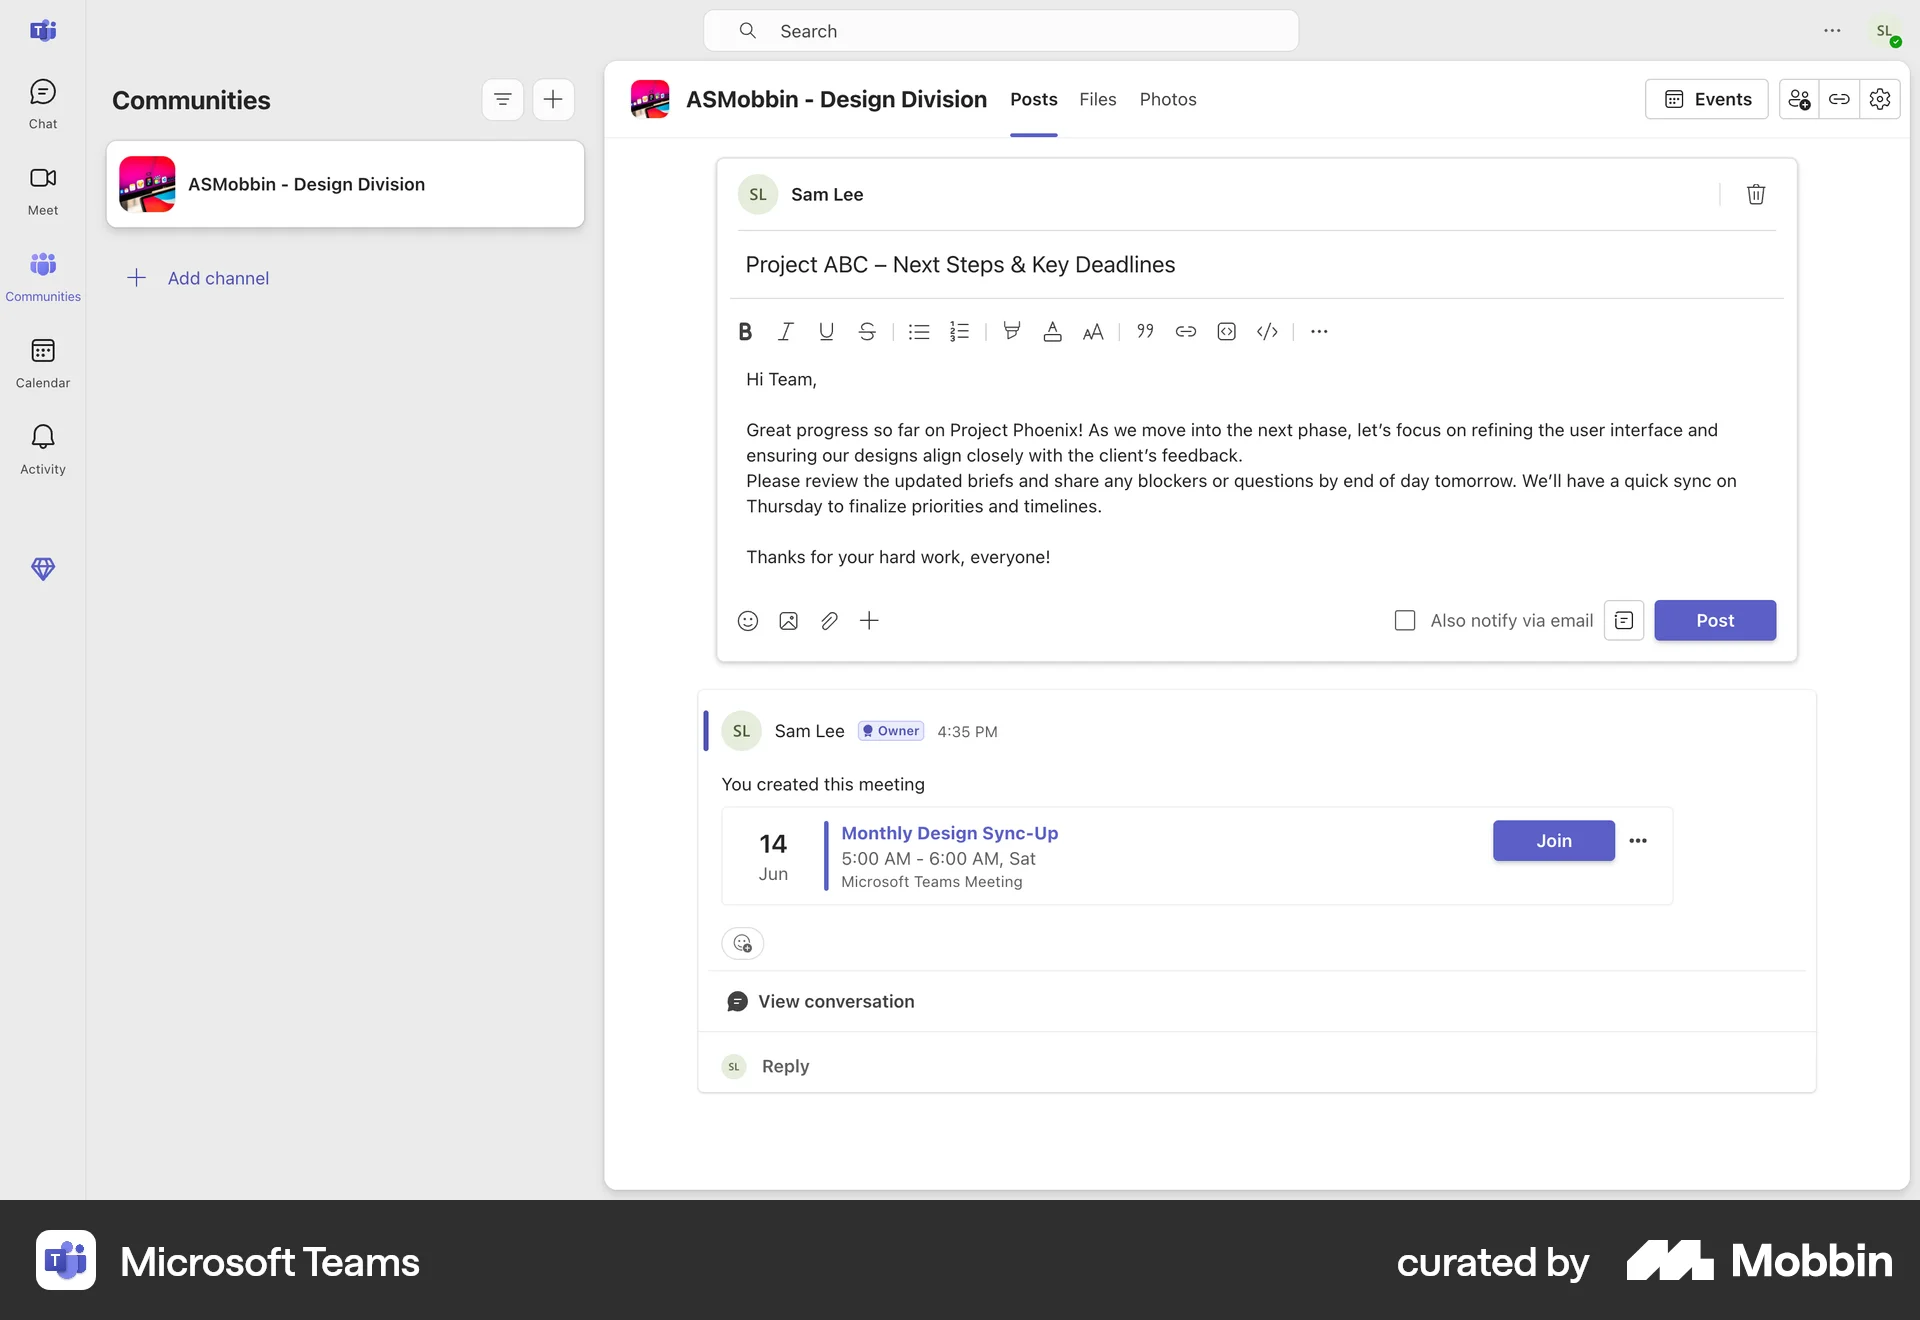 Search
SL
Chat
Meet
Communities
Calendar
Activity
Communities
ASMobbin - Design Division
Add channel
ASMobbin - Design Division
Posts
Files
Photos
Events
SL
Sam Lee
Project ABC – Next Steps & Key Deadlines
Hi Team,
Great progress so far on Project Phoenix! As we move into the next phase, let’s focus on refining the user interface and
ensuring our designs align closely with the client’s feedback.
Please review the updated briefs and share any blockers or questions by end of day tomorrow. We’ll have a quick sync on
Thursday to finalize priorities and timelines.
Thanks for your hard work, everyone!
Also notify via email
Post
SL
Sam Lee
Owner
4:35 PM
You created this meeting
14
Jun
Monthly Design Sync-Up
5:00 AM - 6:00 AM, Sat
Microsoft Teams Meeting
Join
View conversation
SL
Reply
Microsoft Teams
curated by
Mobbin